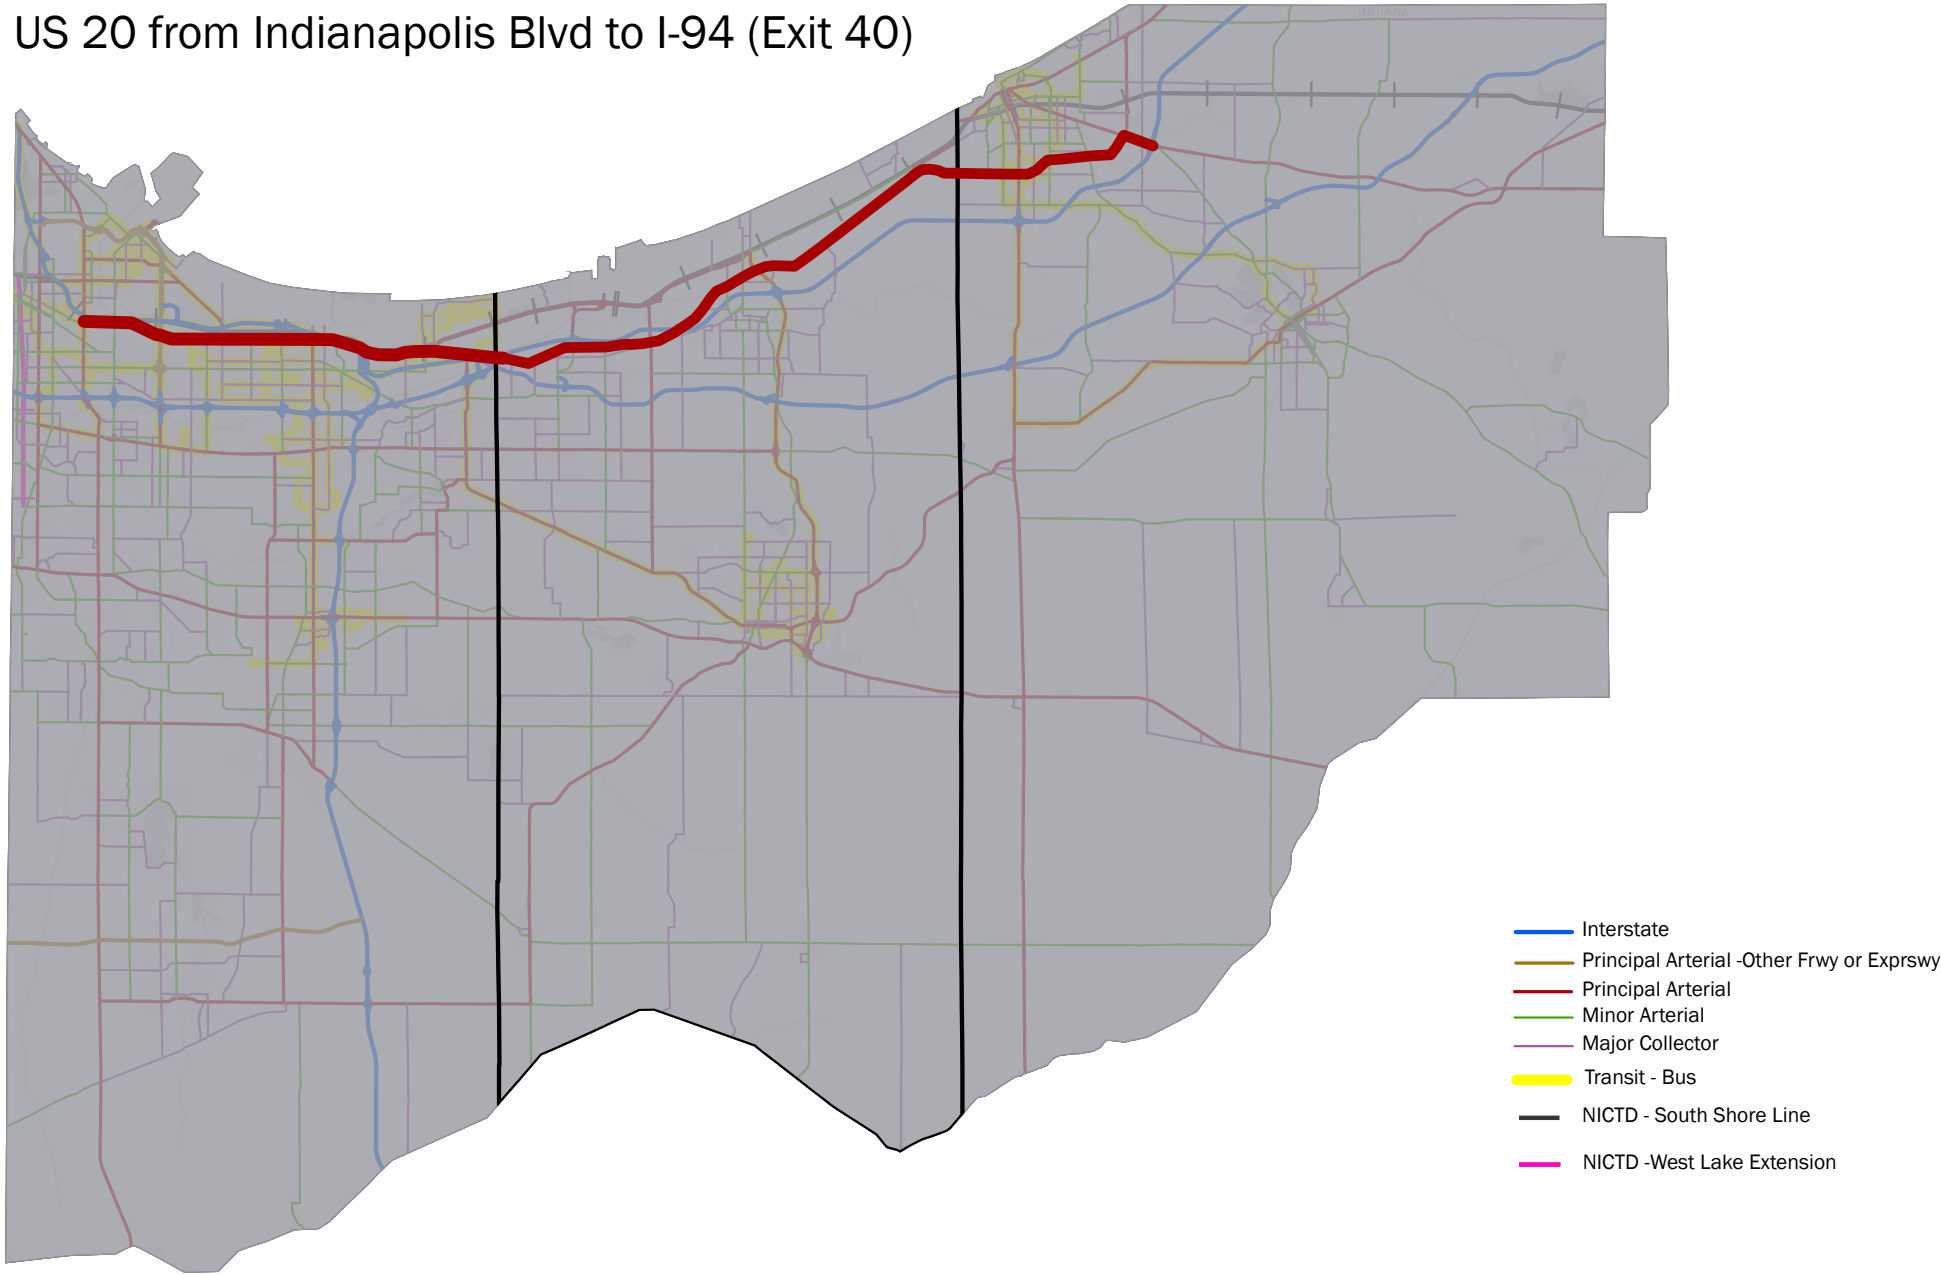 US 20 from Indianapolis Blvd to I-94 (Exit 40)
INDIANA
Interstate
Principal Arterial -Other Frwy or Exprswy
Principal Arterial
Minor Arterial
Major Collector
Transit - Bus
NICTD - South Shore Line
NICTD -West Lake Extension